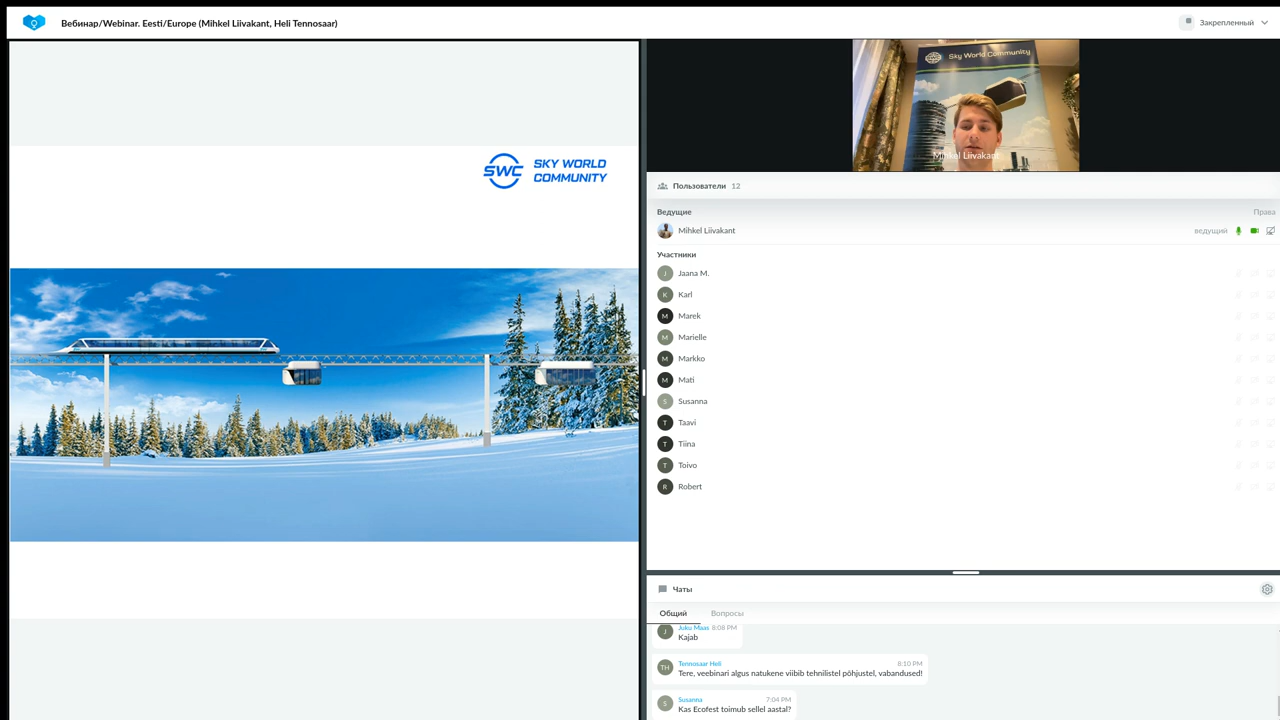 Вебинар/Webinar. Eesti/Europe (Mihkel Liivakant, Heli Tennosaar)
Закрепленный
SWC
SKY WORLD
COMMUNITY
Sky World Community
Mihkel Liivakant
Пользователи 12
Ведущие
Права
Mihkel Liivakant
ведущий
Участники
J Jaana M.
K Karl
M Marek
M Marielle
M Markko
M Mati
S Susanna
T Taavi
T Tiina
T Toivo
R Robert
Чаты
Общий
Вопросы
J Juku Maas 8:08 PM
Kajab
TH Tennosaar Heli 8:10 PM
Tere, veebinari algus natukene viibib tehnilistel põhjustel, vabandused!
S Susanna 7:04 PM
Kas Ecofest toimub sellel aastal?